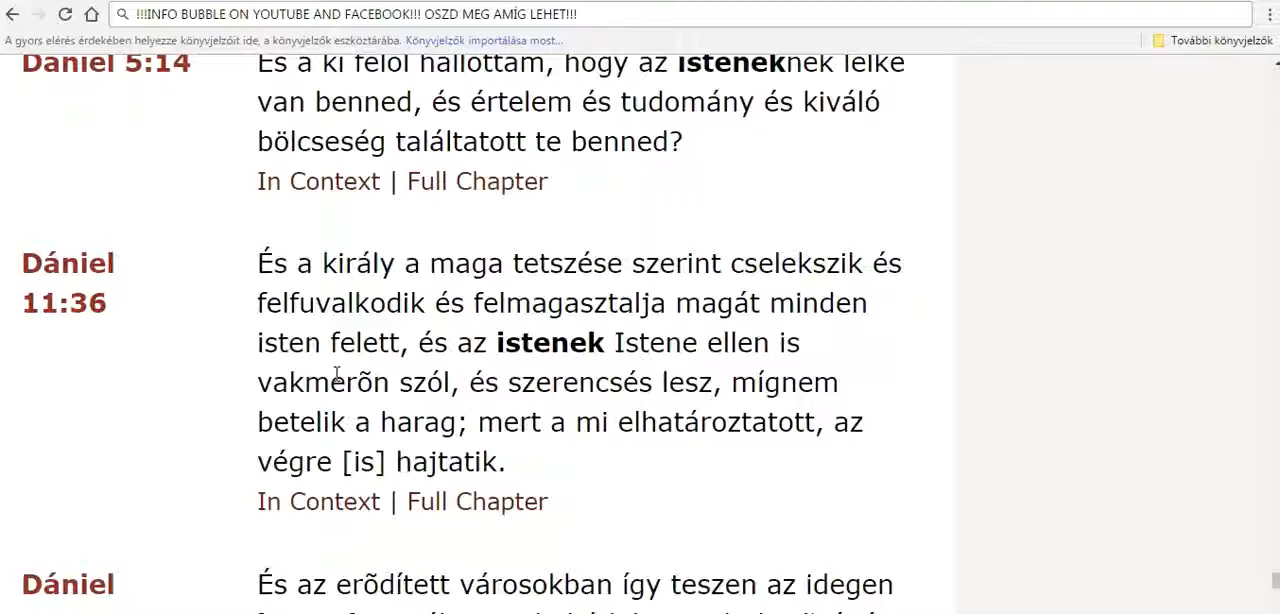 !!!INFO BUBBLE ON YOUTUBE AND FACEBOOK!!! OSZD MEG AMÍG LEHET!!!
A gyors elérés érdekében helyezze könyvjelzőit ide, a könyvjelzők eszköztárába. Könyvjelzők importálása most... További könyvjelzők
Dániel 5:14 És a ki felõl hallottam, hogy az isteneknek lelke
van benned, és értelem és tudomány és kiváló
bölcseség találtatott te benned?
In Context | Full Chapter
Dániel És a király a maga tetszése szerint cselekszik és
11:36 felfuvalkodik és felmagasztalja magát minden
isten felett, és az istenek Istene ellen is
vakmerõn szól, és szerencsés lesz, mígnem
betelik a harag; mert a mi elhatároztatott, az
végre [is] hajtatik.
In Context | Full Chapter
Dániel És az erõdített városokban így teszen az idegen